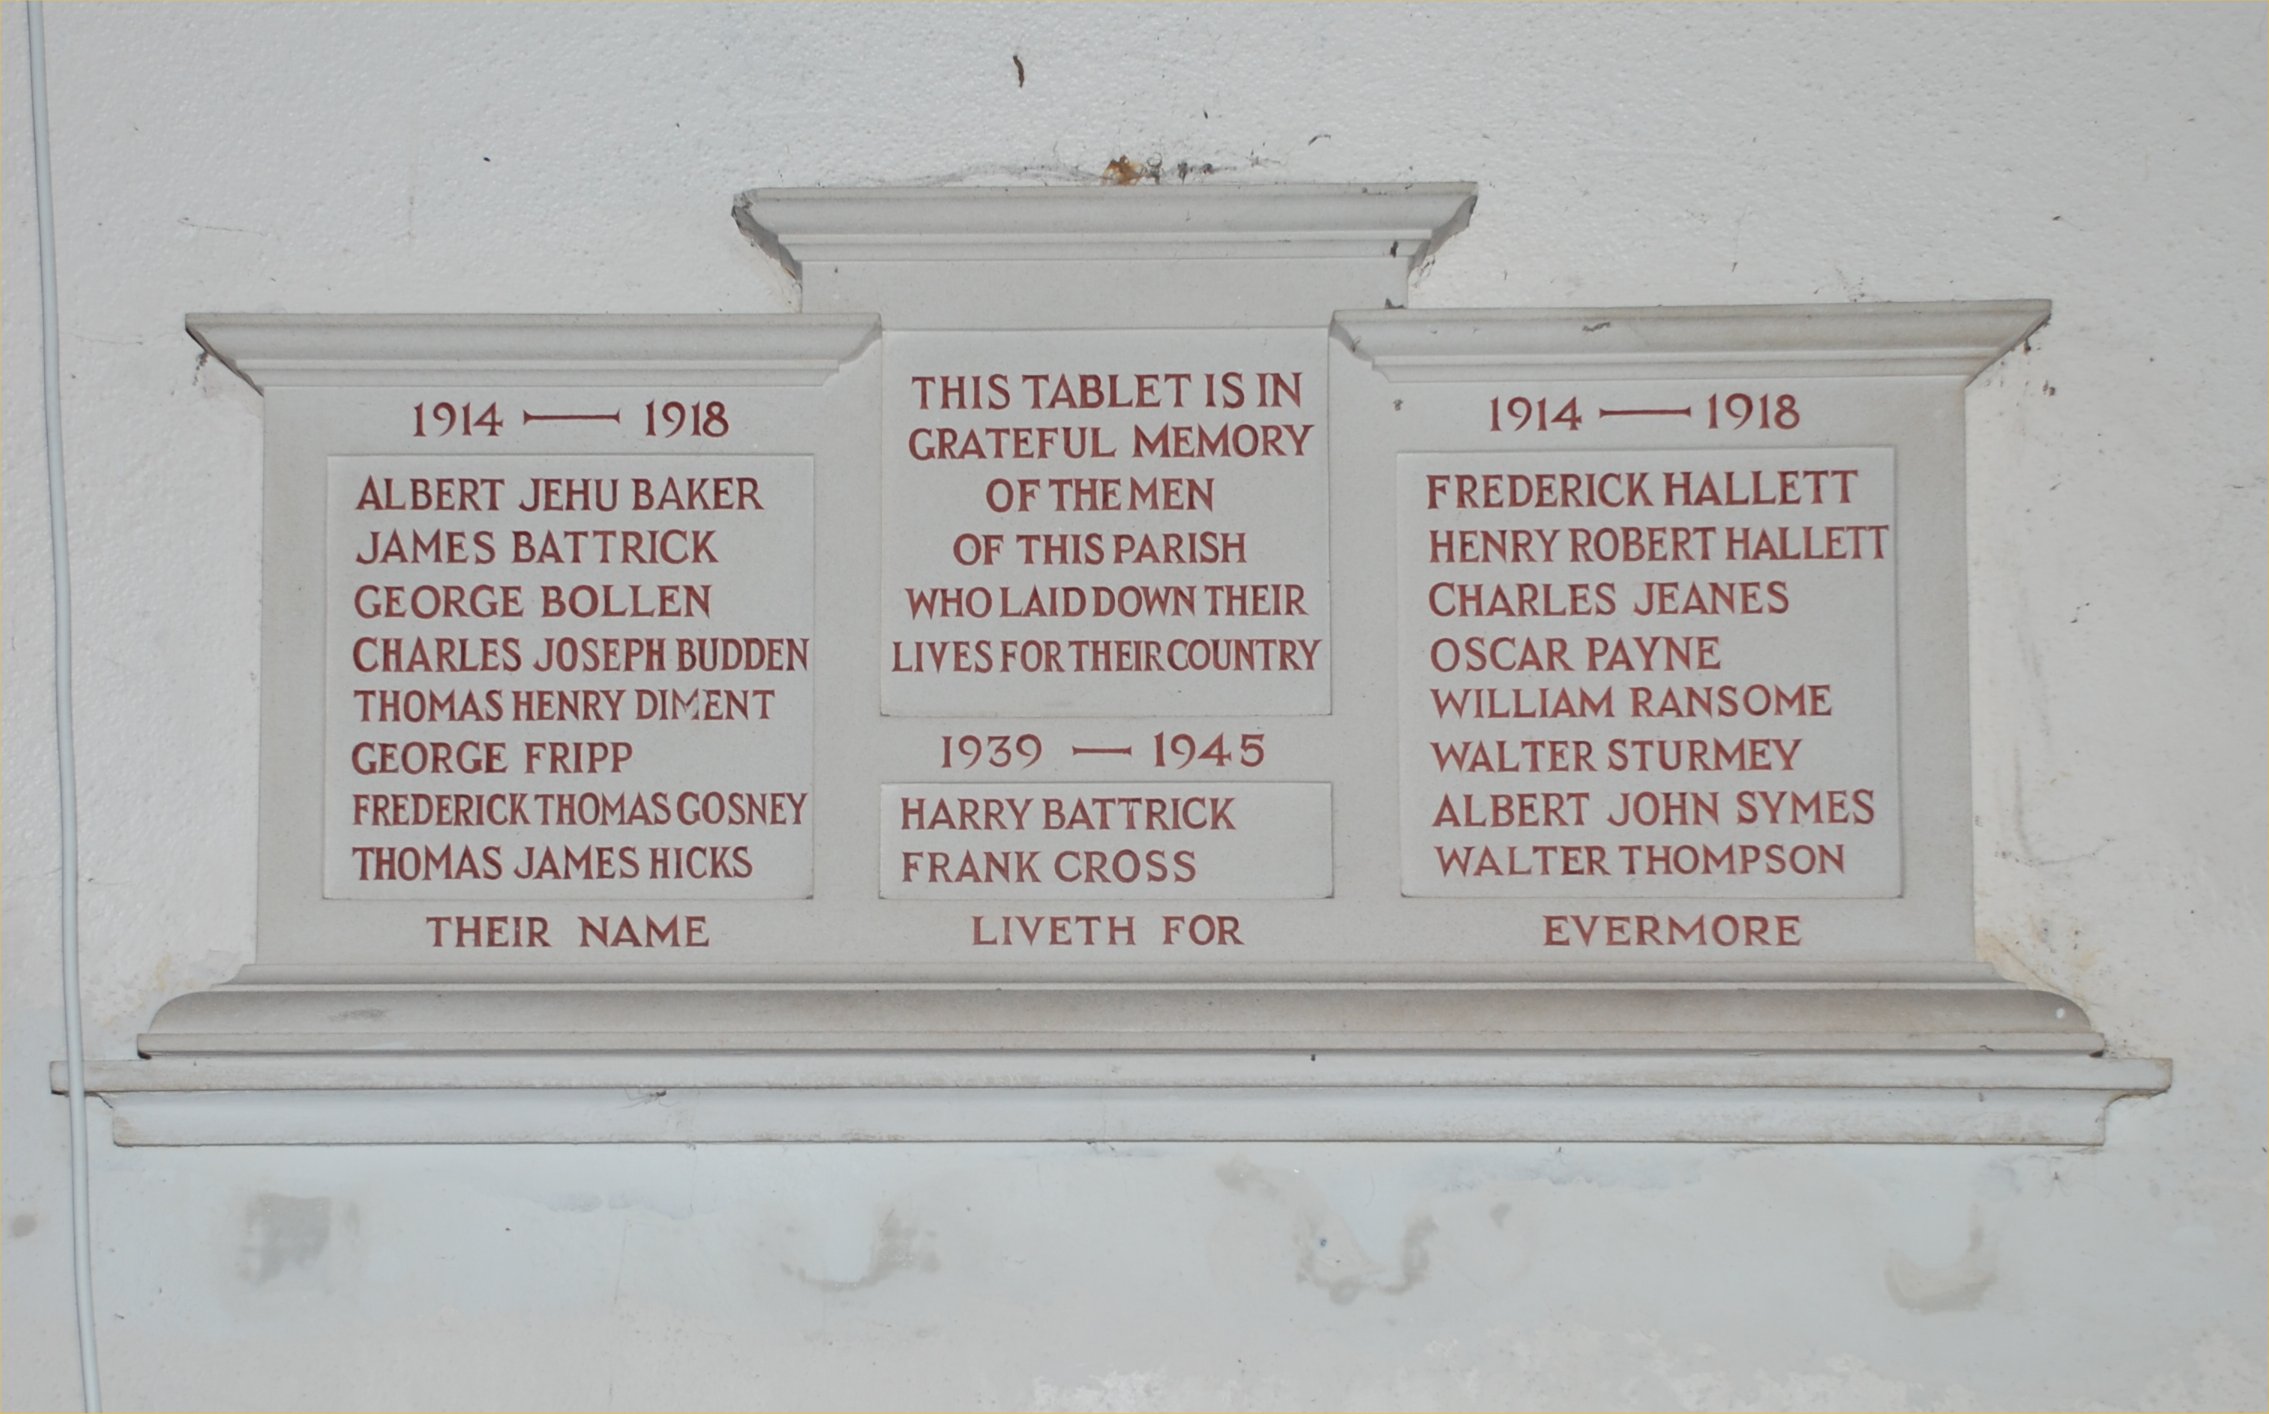 1914 — 1918
ALBERT JEHU BAKER
JAMES BATTRICK
GEORGE BOLLEN
CHARLES JOSEPH BUDDEN
THOMAS HENRY DIMENT
GEORGE FRIPP
FREDERICK THOMAS GOSNEY
THOMAS JAMES HICKS
THIS TABLET IS IN
GRATEFUL MEMORY
OF THE MEN
OF THIS PARISH
WHO LAID DOWN THEIR
LIVES FOR THEIR COUNTRY
1939 — 1945
HARRY BATTRICK
FRANK CROSS
1914 — 1918
FREDERICK HALLETT
HENRY ROBERT HALLETT
CHARLES JEANES
OSCAR PAYNE
WILLIAM RANSOME
WALTER STURMEY
ALBERT JOHN SYMES
WALTER THOMPSON
THEIR NAME LIVETH FOR EVERMORE